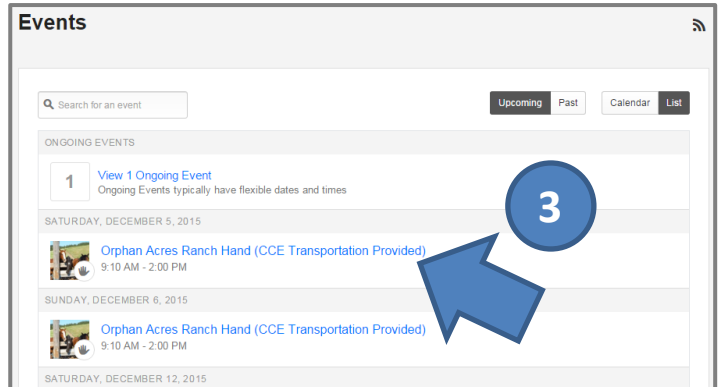 Events
Search for an event
Upcoming Past Calendar List
ONGOING EVENTS
1
View 1 Ongoing Event
Ongoing Events typically have flexible dates and times
3
SATURDAY, DECEMBER 5, 2015
Orphan Acres Ranch Hand (CCE Transportation Provided)
9:10 AM - 2:00 PM
SUNDAY, DECEMBER 6, 2015
Orphan Acres Ranch Hand (CCE Transportation Provided)
9:10 AM - 2:00 PM
SATURDAY, DECEMBER 12, 2015